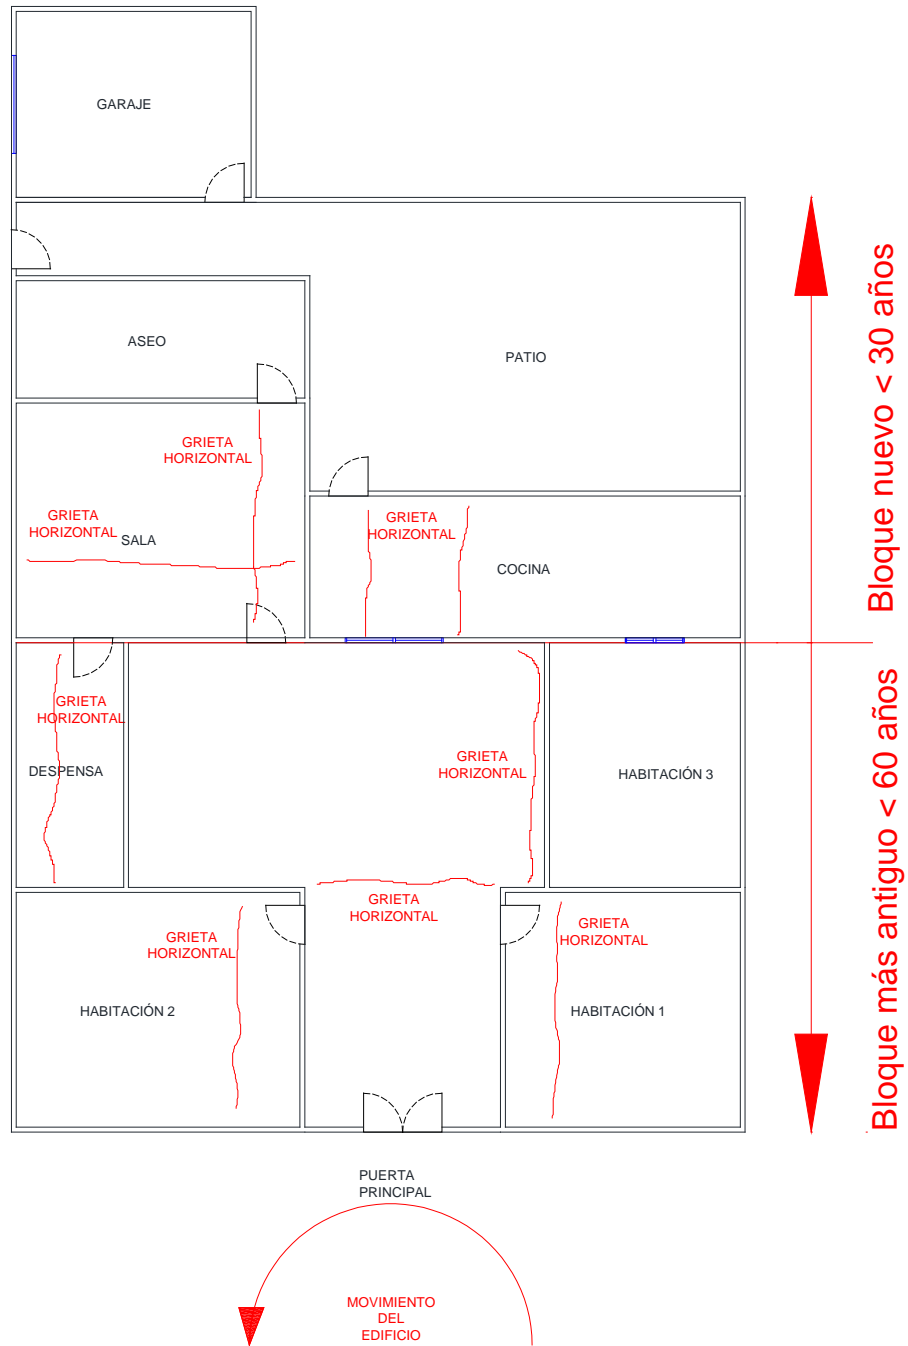 GARAJE
ASEO
PATIO
GRIETA
HORIZONTAL
GRIETA
HORIZONTAL
SALA
GRIETA
HORIZONTAL
COCINA
Bloque nuevo < 30 años
GRIETA
HORIZONTAL
DESPENSA
GRIETA
HORIZONTAL
HABITACIÓN 3
GRIETA
HORIZONTAL
GRIETA
HORIZONTAL
HABITACIÓN 2
GRIETA
HORIZONTAL
HABITACIÓN 1
Bloque más antiguo < 60 años
PUERTA
PRINCIPAL
MOVIMIENTO
DEL
EDIFICIO